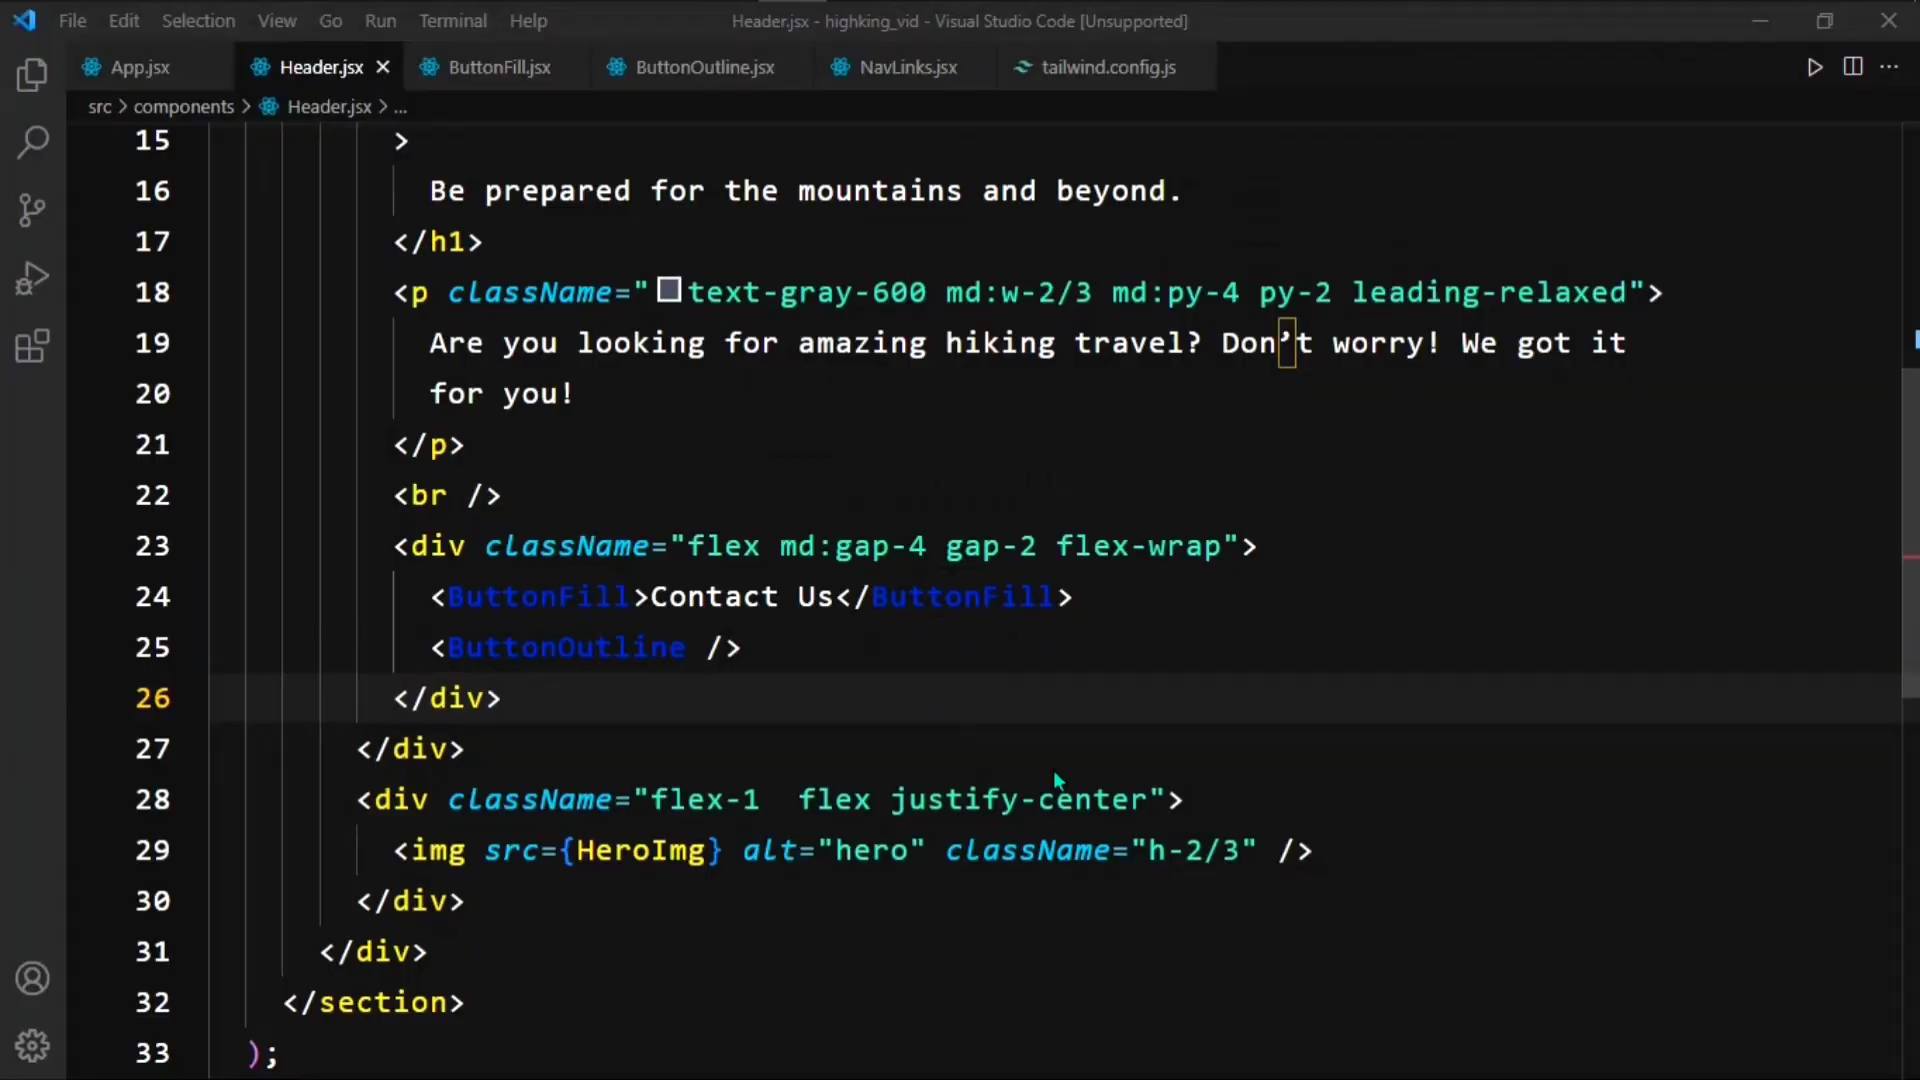 File Edit Selection View Go Run Terminal Help Header.jsx - highking_vid - Visual Studio Code [Unsupported]
App.jsx Header.jsx ButtonFill.jsx ButtonOutline.jsx NavLinks.jsx tailwind.config.js
src > components > Header.jsx > ...
15 >
16 Be prepared for the mountains and beyond.
17 </h1>
18 <p className="text-gray-600 md:w-2/3 md:py-4 py-2 leading-relaxed">
19 Are you looking for amazing hiking travel? Don’t worry! We got it
20 for you!
21 </p>
22 <br />
23 <div className="flex md:gap-4 gap-2 flex-wrap">
24 <ButtonFill>Contact Us</ButtonFill>
25 <ButtonOutline />
26 </div>
27 </div>
28 <div className="flex-1  flex justify-center">
29 <img src={HeroImg} alt="hero" className="h-2/3" />
30 </div>
31 </div>
32 </section>
33 );